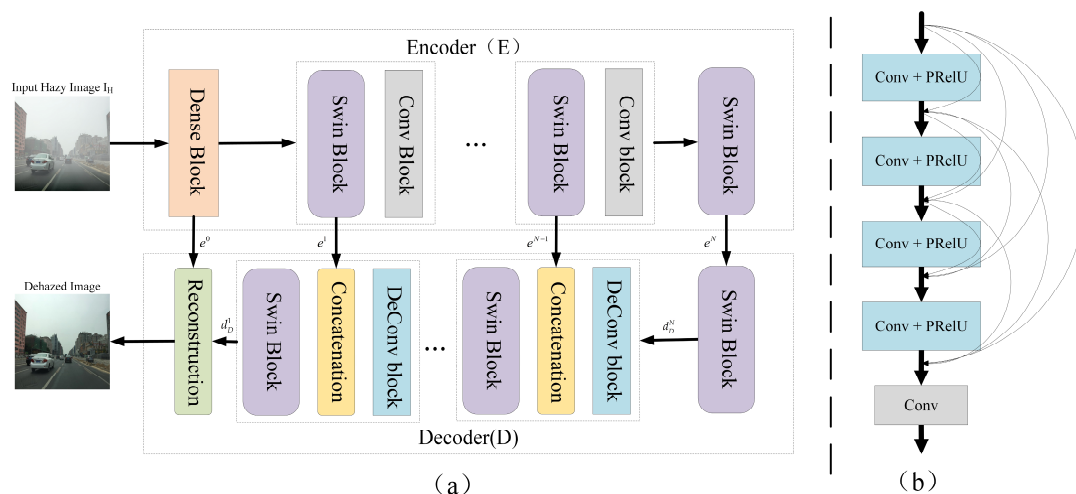 Encoder（E）
Input Hazy Image I_H
Dense Block
Swin Block
Conv Block
...
Swin Block
Conv block
Swin Block
e^0
e^1
e^{N-1}
e^N
Dehazed Image
Reconstruction
d_D^1
Swin Block
Concatenation
DeConv block
...
Swin Block
Concatenation
DeConv block
d_D^N
Swin Block
Decoder(D)
（a）
Conv + PRelU
Conv + PRelU
Conv + PRelU
Conv + PRelU
Conv
（b）